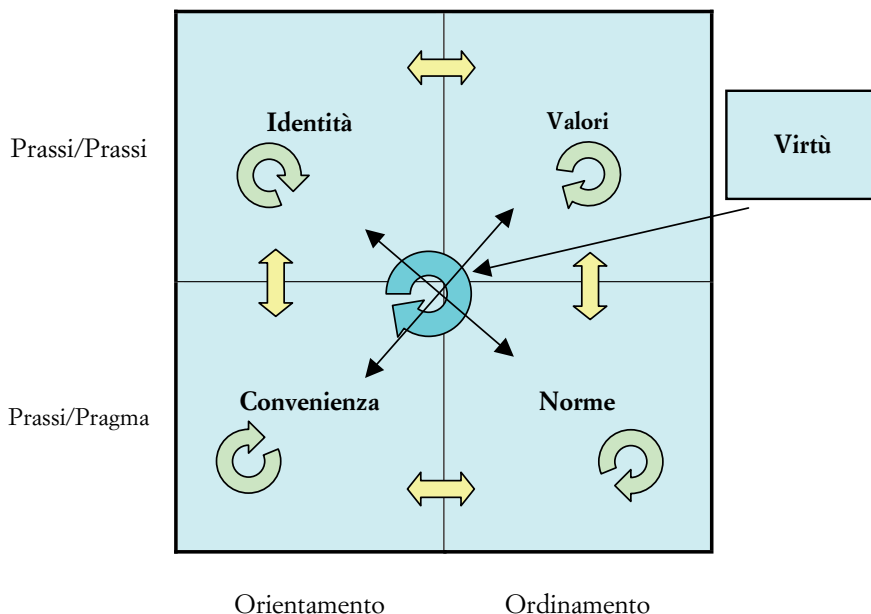 Identità
Valori
Virtù
Prassi/Prassi
Convenienza
Norme
Prassi/Pragma
Orientamento
Ordinamento